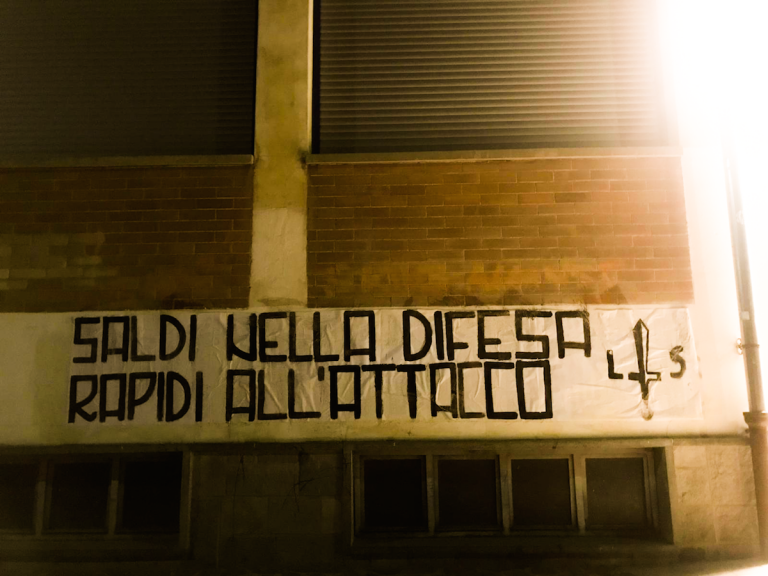 SALDI NELLA DIFESA
RAPIDI ALL'ATTACCO
L S